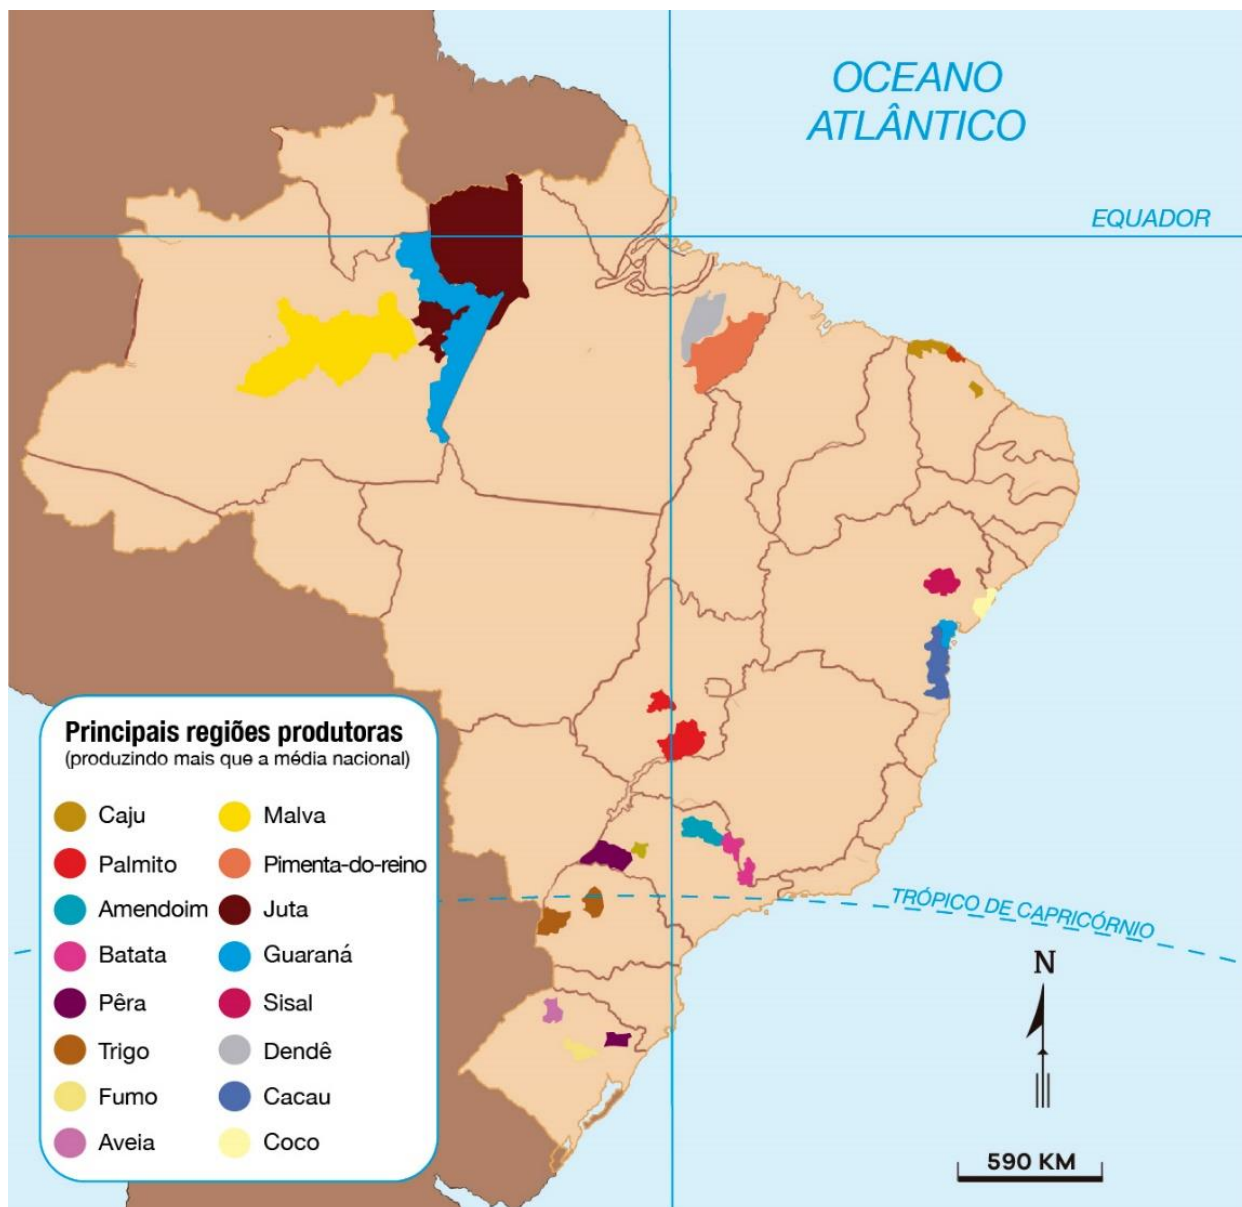 OCEANO
ATLÂNTICO
EQUADOR
TRÓPICO DE CAPRICÓRNIO
Principais regiões produtoras
(produzindo mais que a média nacional)
Caju
Malva
Palmito
Pimenta-do-reino
Amendoim
Juta
Batata
Guaraná
Pêra
Sisal
Trigo
Dendê
Fumo
Cacau
Aveia
Coco
N
590 KM